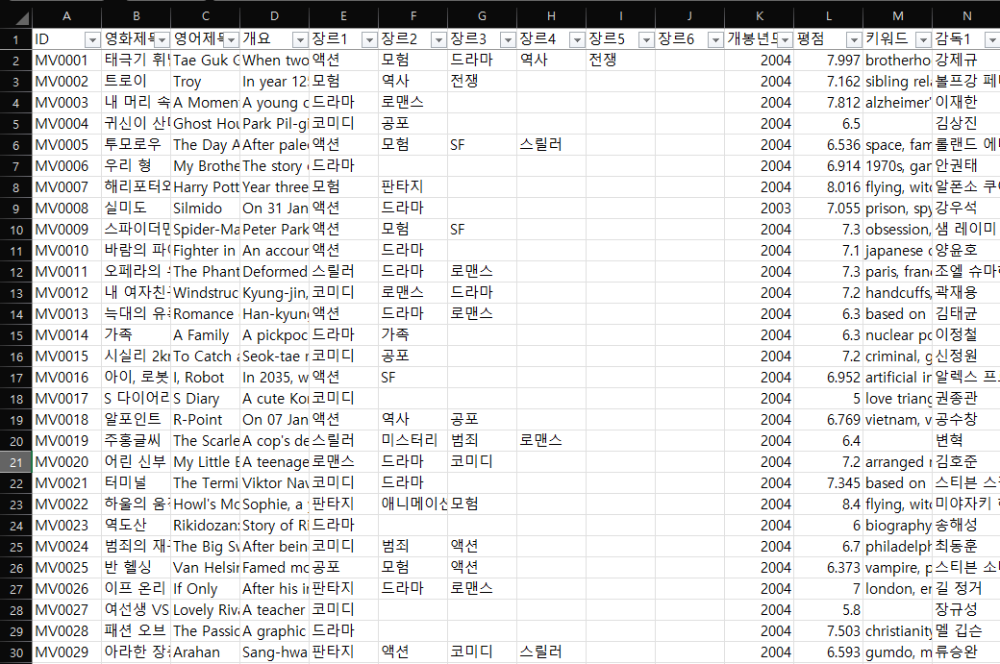 A B C D E F G H I J K L M N
1 ID 영화제목 영어제목 개요 장르1 장르2 장르3 장르4 장르5 장르6 개봉년도 평점 키워드 감독1
2 MV0001 태극기 Tae Guk When two 액션 모험 드라마 역사 전쟁 2004 7.997 brotherho 강제규
3 MV0002 트로이 Troy In year 12 모험 역사 전쟁 2004 7.162 sibling rel 볼프강
4 MV0003 내 머리 속 A Momen A young c 드라마 로맨스 2004 7.812 alzheimer' 이재한
5 MV0004 귀신이 산 Ghost Hou Park Pil-gi 코미디 공포 2004 6.5 김상진
6 MV0005 투모로우 The Day A After pale 액션 모험 SF 스릴러 2004 6.536 space, fam 롤랜드
7 MV0006 우리 형 My Brothe The story 드라마 2004 6.914 1970s, gan 안권태
8 MV0007 해리포터와 Harry Pott Year three 모험 판타지 2004 8.016 flying, witc 알폰소
9 MV0008 실미도 Silmido On 31 Jan 액션 드라마 2003 7.055 prison, spy 강우석
10 MV0009 스파이더맨 Spider-Ma Peter Park 액션 모험 SF 2004 7.3 obsession, 샘 레이미
11 MV0010 바람의 파이 Fighter in An accoun 액션 드라마 2004 7.1 japanese 양윤호
12 MV0011 오페라의 The Phant Deformed 스릴러 드라마 로맨스 2004 7.3 paris, fran 조엘 슈마
13 MV0012 내 여자친 Windstruc Kyung-jin, 코미디 로맨스 드라마 2004 7.2 handcuffs, 곽재용
14 MV0013 늑대의 유 Romance Han-kyun 액션 드라마 로맨스 2004 6.3 based on 김태균
15 MV0014 가족 A Family A pickpoc 드라마 가족 2004 6.3 nuclear po 이정철
16 MV0015 시실리 2k To Catch a Seok-tae 코미디 공포 2004 7.2 criminal, g 신정원
17 MV0016 아이, 로봇 I, Robot In 2035, w 액션 SF 2004 6.952 artificial in 알렉스 프
18 MV0017 S 다이어리 S Diary A cute Ko 코미디 2004 5 love triang 권종관
19 MV0018 알포인트 R-Point On 07 Jan 액션 역사 공포 2004 6.769 vietnam, v 공수창
20 MV0019 주홍글씨 The Scarle A cop's de 스릴러 미스터리 범죄 로맨스 2004 6.4 변혁
21 MV0020 어린 신부 My Little B A teenage 로맨스 드라마 코미디 2004 7.2 arranged 김호준
22 MV0021 터미널 The Termi Viktor Nav 코미디 드라마 2004 7.345 based on 스티븐 스
23 MV0022 하울의 움 Howl's Mo Sophie, a 판타지 애니메이션 모험 2004 8.4 flying, witc 미야자키
24 MV0023 역도산 Rikidozan: Story of Ri 드라마 2004 6 biography 송해성
25 MV0024 범죄의 재 The Big Sw After bein 코미디 범죄 액션 2004 6.7 philadelph 최동훈
26 MV0025 반 헬싱 Van Helsin Famed mo 공포 모험 액션 2004 6.373 vampire, p 스티븐 소
27 MV0026 이프 온리 If Only After his i 판타지 드라마 로맨스 2004 7 london, en 길 정거
28 MV0027 여선생 VS Lovely Riva A teacher 코미디 2004 5.8 장규성
29 MV0028 패션 오브 The Passic A graphic 드라마 2004 7.503 christianity 멜 깁슨
30 MV0029 아라한 장 Arahan Sang-hwa 판타지 액션 코미디 스릴러 2004 6.593 gumdo, m 류승완